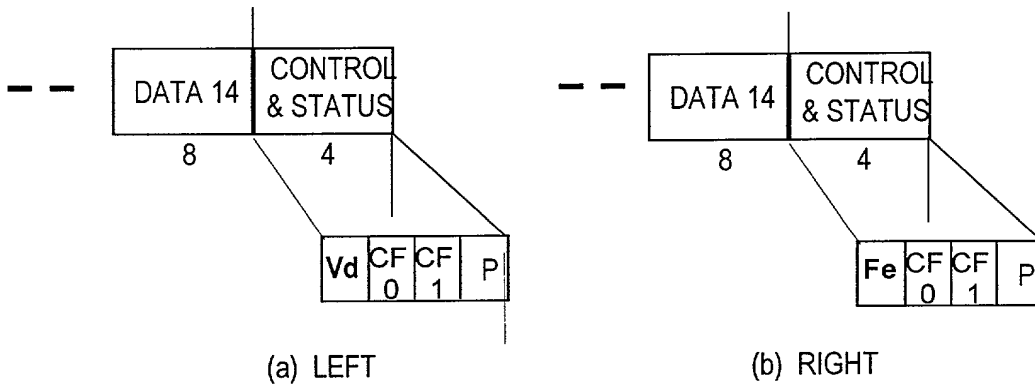 DATA 14
CONTROL
& STATUS
8
4
Vd
CF
0
CF
1
P
(a) LEFT
DATA 14
CONTROL
& STATUS
8
4
Fe
CF
0
CF
1
P
(b) RIGHT